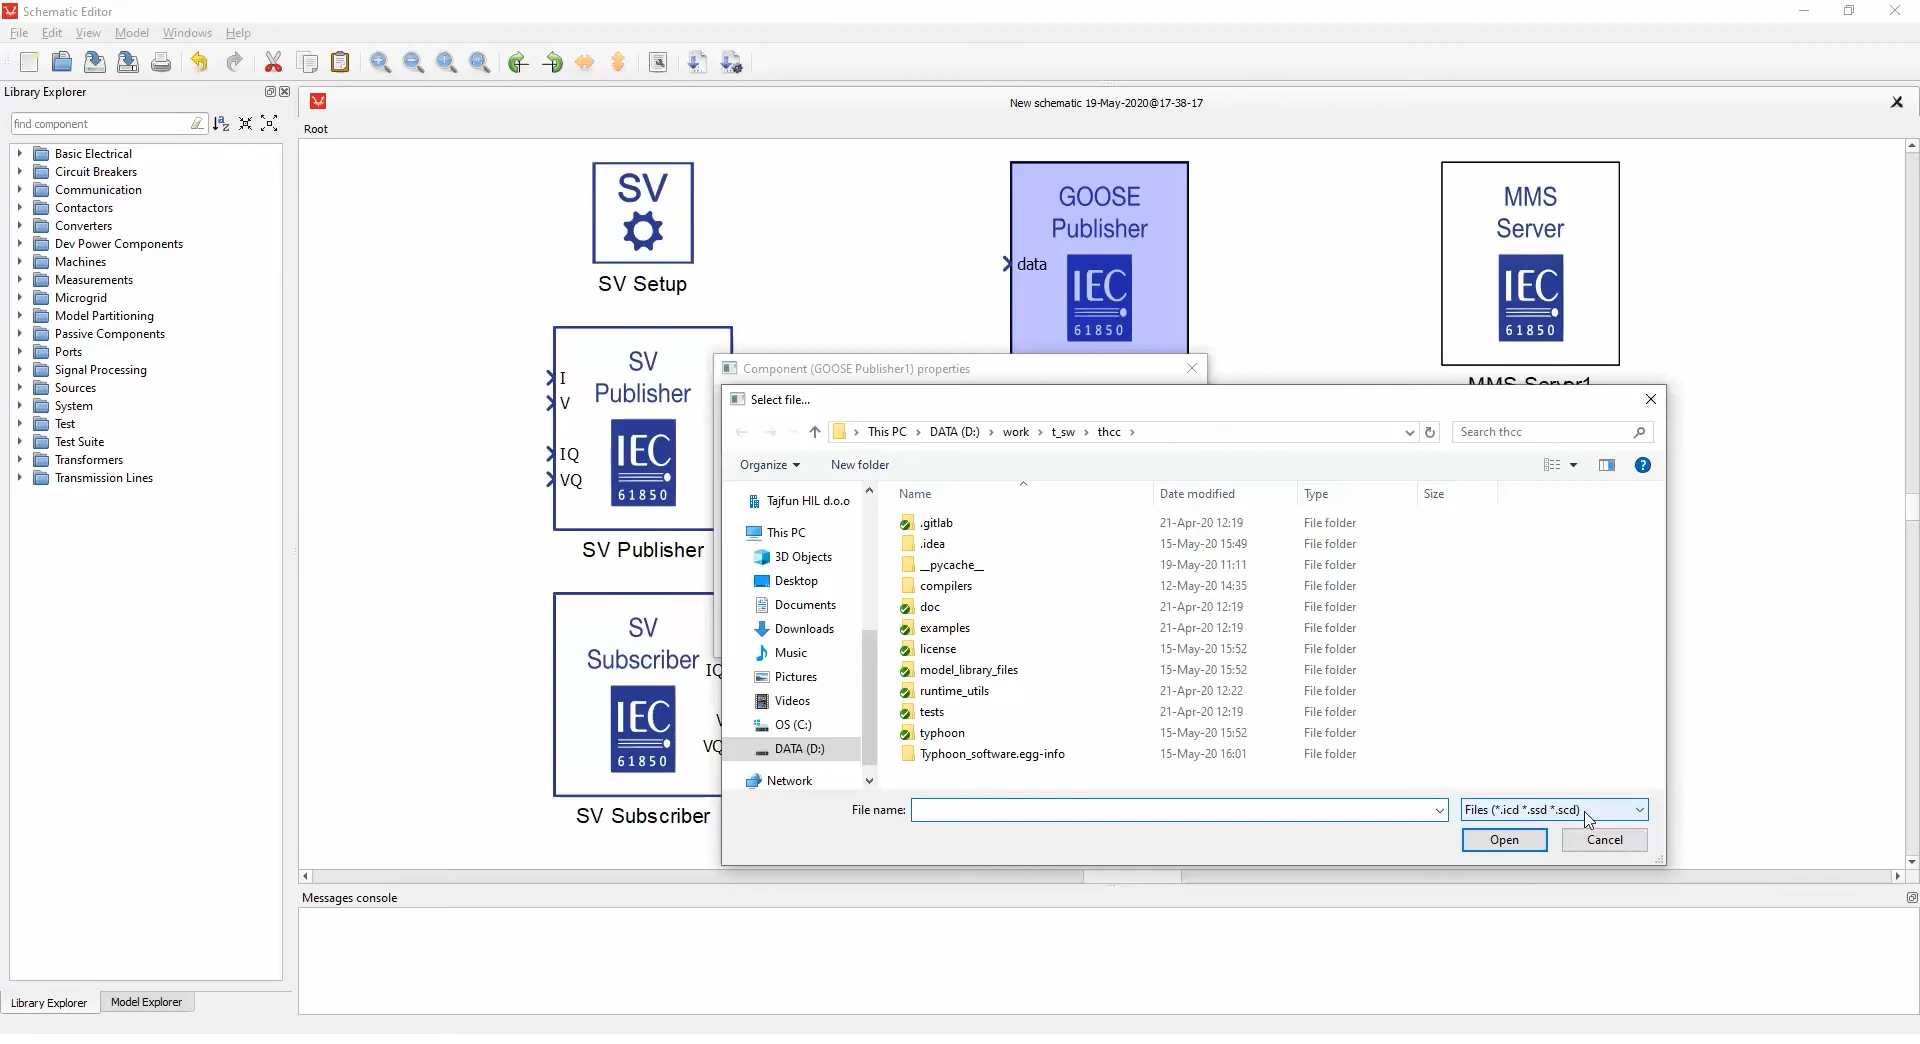 Schematic Editor
File Edit View Model Windows Help
Library Explorer
find component
New schematic 19-May-2020@17-38-17
Root
Basic Electrical
Circuit Breakers
Communication
Contactors
Converters
Dev Power Components
Machines
Measurements
Microgrid
Model Partitioning
Passive Components
Ports
Signal Processing
Sources
System
Test
Test Suite
Transformers
Transmission Lines
SV
SV Setup
SV
Publisher
I
V
IQ
VQ
IEC
61850
SV Publisher
SV
Subscriber
IQ
VQ
IEC
61850
SV Subscriber
GOOSE
Publisher
data
IEC
61850
MMS
Server
IEC
61850
Component (GOOSE Publisher1) properties
Select file...
This PC DATA (D:) work t_sw thcc
Search thcc
Organize New folder
Tajfun HIL d.o.o
This PC
3D Objects
Desktop
Documents
Downloads
Music
Pictures
Videos
OS (C:)
DATA (D:)
Network
Name Date modified Type Size
.gitlab 21-Apr-20 12:19 File folder
.idea 15-May-20 15:49 File folder
__pycache__ 19-May-20 11:11 File folder
compilers 12-May-20 14:35 File folder
doc 21-Apr-20 12:19 File folder
examples 21-Apr-20 12:19 File folder
license 15-May-20 15:52 File folder
model_library_files 15-May-20 15:52 File folder
runtime_utils 21-Apr-20 12:22 File folder
tests 21-Apr-20 12:19 File folder
typhoon 15-May-20 15:52 File folder
Typhoon_software.egg-info 15-May-20 16:01 File folder
File name: Files (*.icd *.ssd *.scd)
Open Cancel
Messages console
Library Explorer Model Explorer